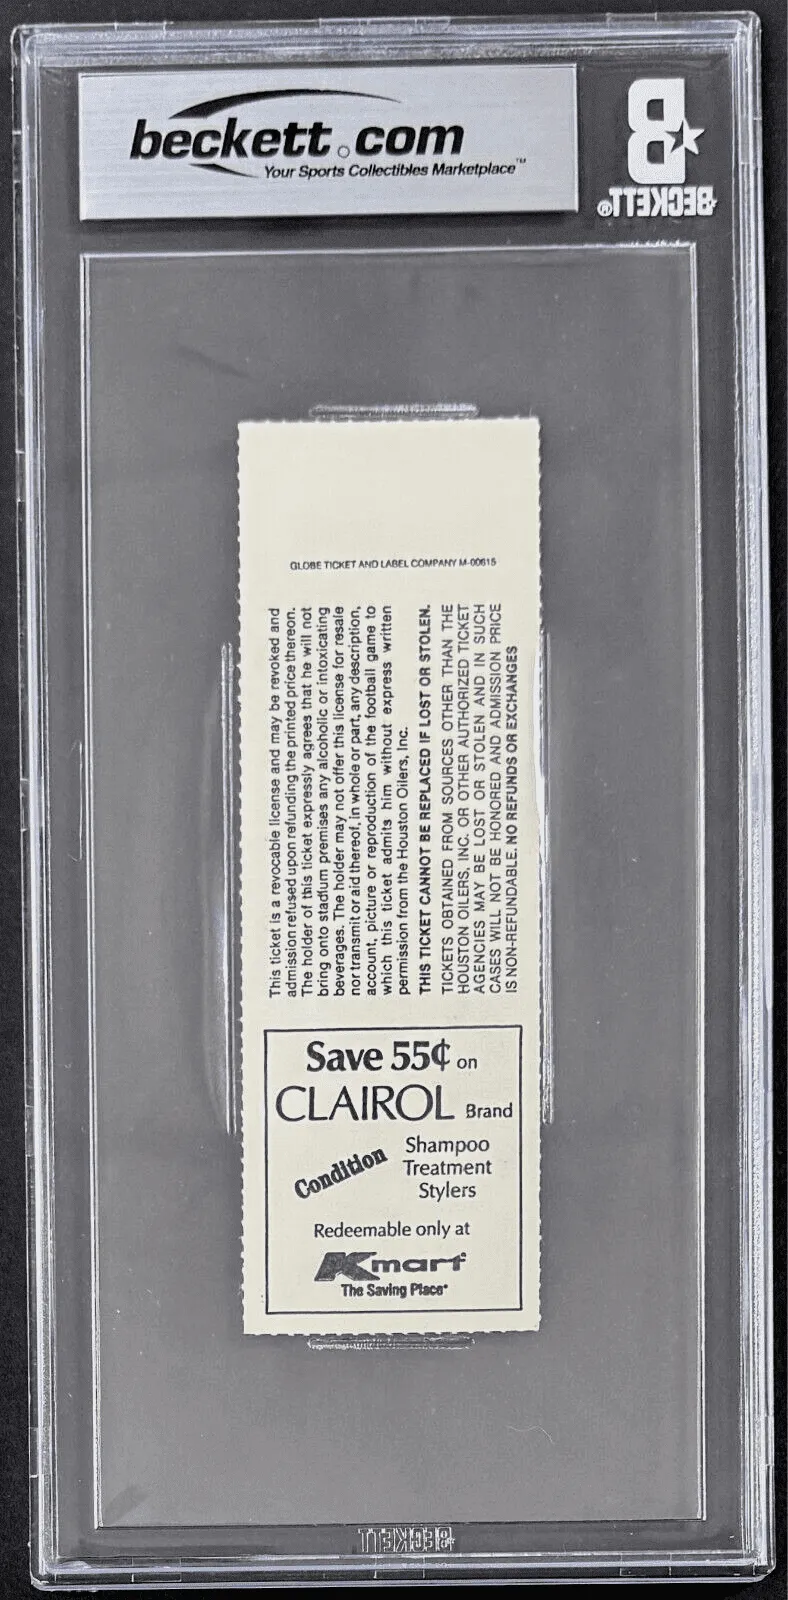 beckett.com
Your Sports Collectibles Marketplace™
BECKETT®
GLOBE TICKET AND LABEL COMPANY M-00615
This ticket is a revocable license and may be revoked and
admission refused upon refunding the printed price thereon.
The holder of this ticket expressly agrees that he will not
bring onto stadium premises any alcoholic or intoxicating
beverages. The holder may not offer this license for resale
nor transmit or aid thereof, in whole or part, any description,
account, picture or reproduction of the football game to
which this ticket admits him without express written
permission from the Houston Oilers, Inc.
THIS TICKET CANNOT BE REPLACED IF LOST OR STOLEN.
TICKETS OBTAINED FROM SOURCES OTHER THAN THE
HOUSTON OILERS, INC. OR OTHER AUTHORIZED TICKET
AGENCIES MAY BE LOST OR STOLEN AND IN SUCH
CASES WILL NOT BE HONORED AND ADMISSION PRICE
IS NON-REFUNDABLE. NO REFUNDS OR EXCHANGES
Save 55¢ on
CLAIROL Brand
Condition
Shampoo
Treatment
Stylers
Redeemable only at
Kmart
The Saving Place®
BECKETT